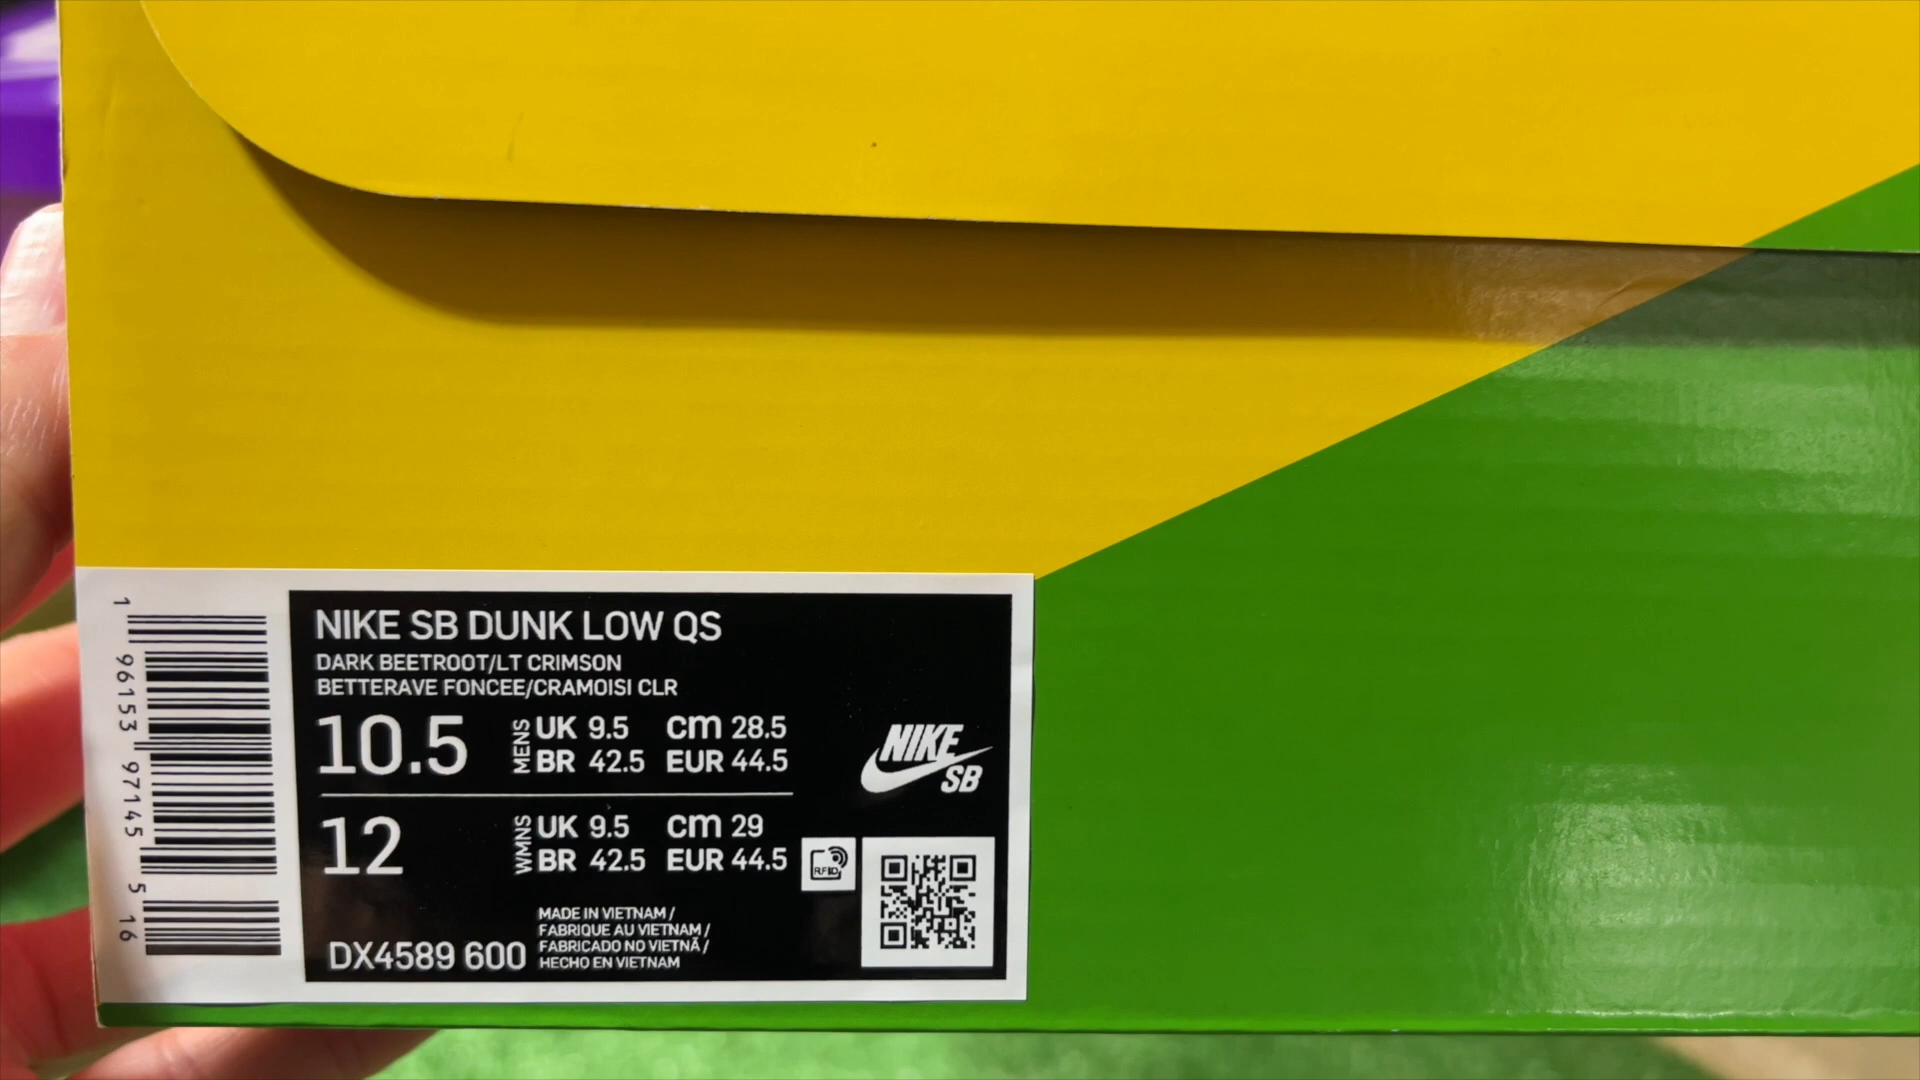 NIKE SB DUNK LOW QS
DARK BEETROOT/LT CRIMSON
BETTERAVE FONCEE/CRAMOISI CLR
10.5 MENS UK 9.5 cm 28.5
BR 42.5 EUR 44.5
12 WMNS UK 9.5 cm 29
BR 42.5 EUR 44.5
NIKE
SB
RFID
MADE IN VIETNAM /
FABRIQUE AU VIETNAM /
FABRICADO NO VIETNÃ /
HECHO EN VIETNAM
DX4589 600
1 96153 97145 5 16